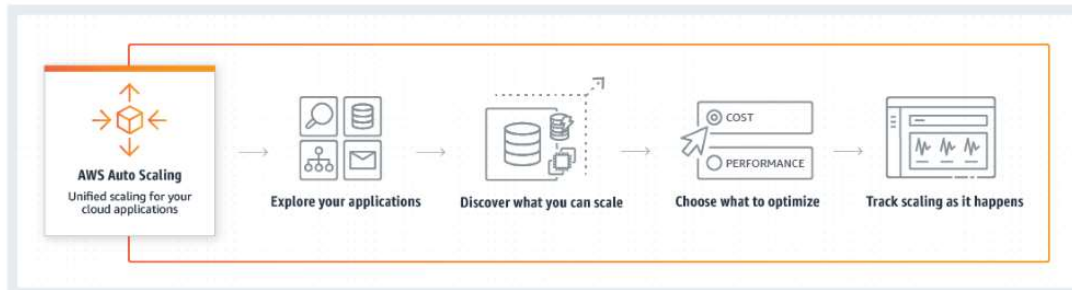 AWS Auto Scaling
Unified scaling for your
cloud applications
Explore your applications
Discover what you can scale
COST
PERFORMANCE
Choose what to optimize
Track scaling as it happens